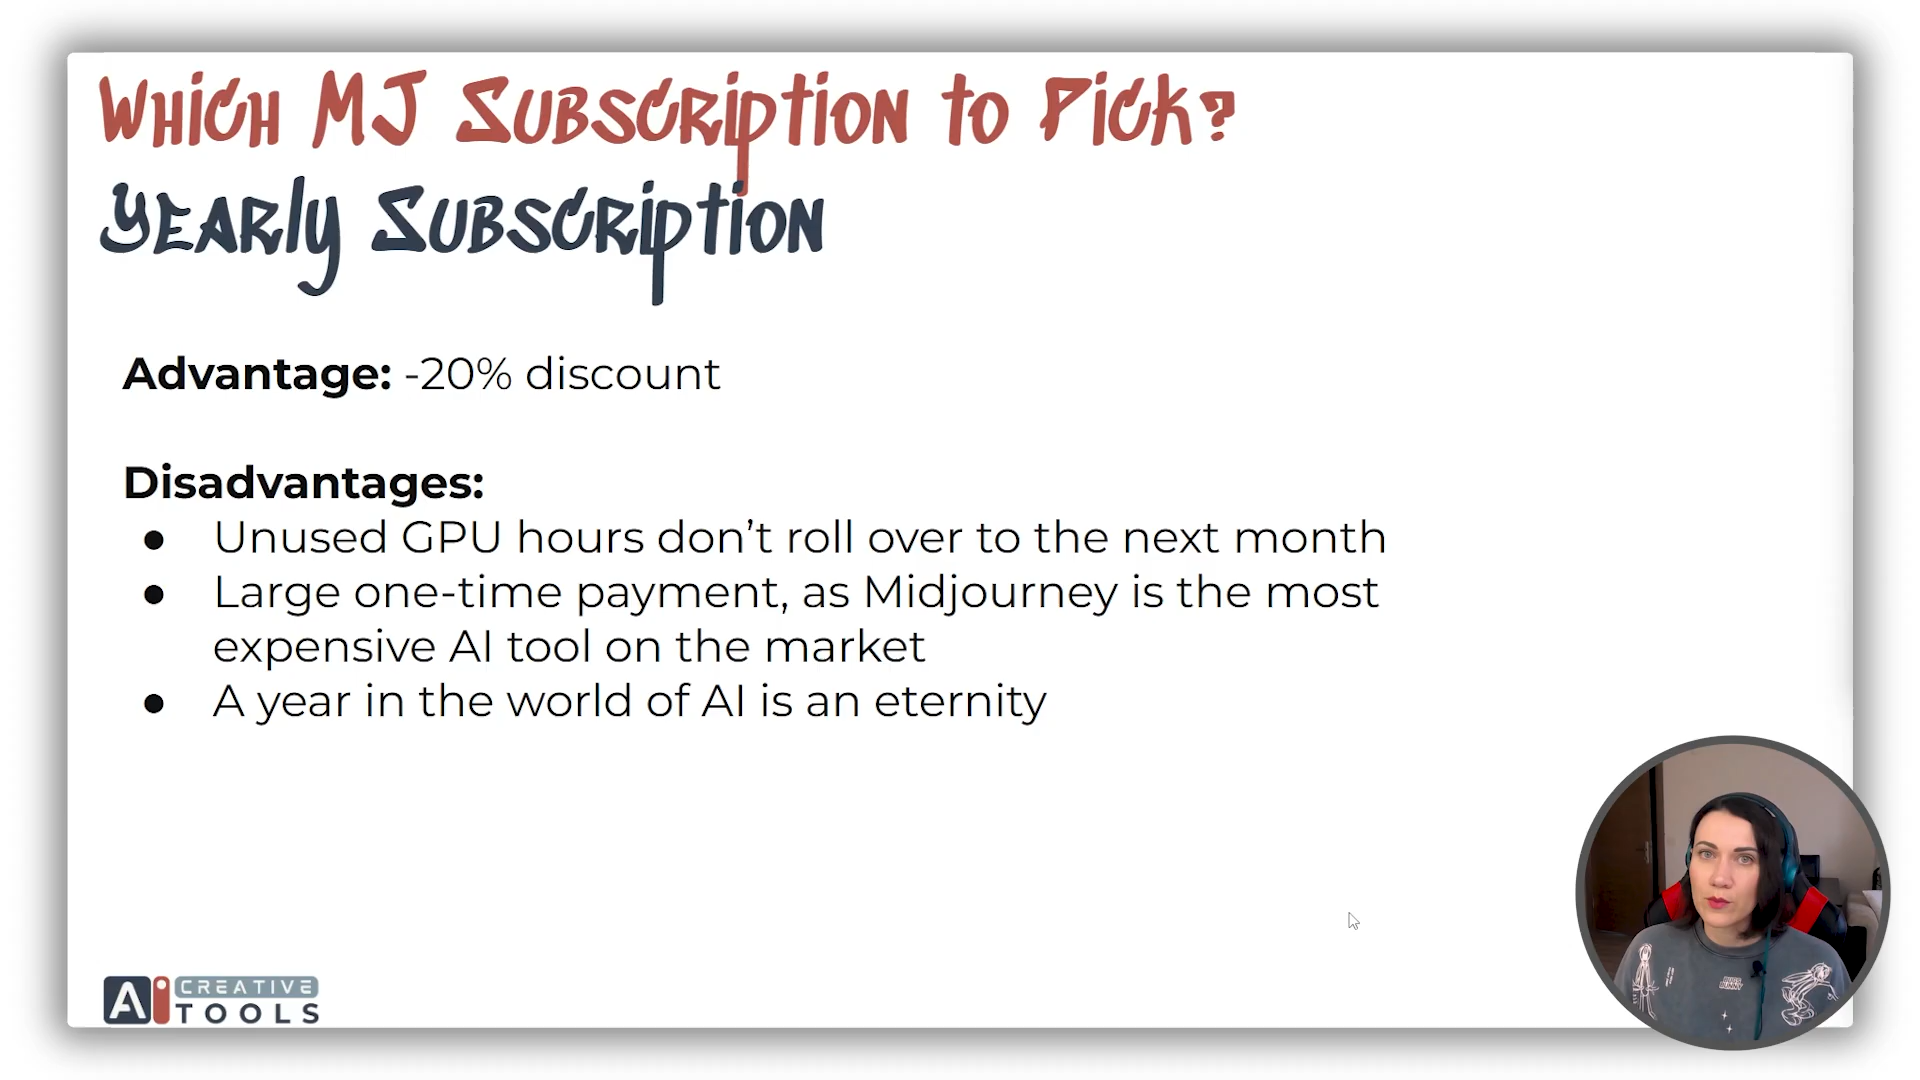 Which MJ Subscription to Pick?
Yearly Subscription
Advantage: -20% discount
Disadvantages:
● Unused GPU hours don’t roll over to the next month
● Large one-time payment, as Midjourney is the most
expensive AI tool on the market
● A year in the world of AI is an eternity
Ai CREATIVE
TOOLS